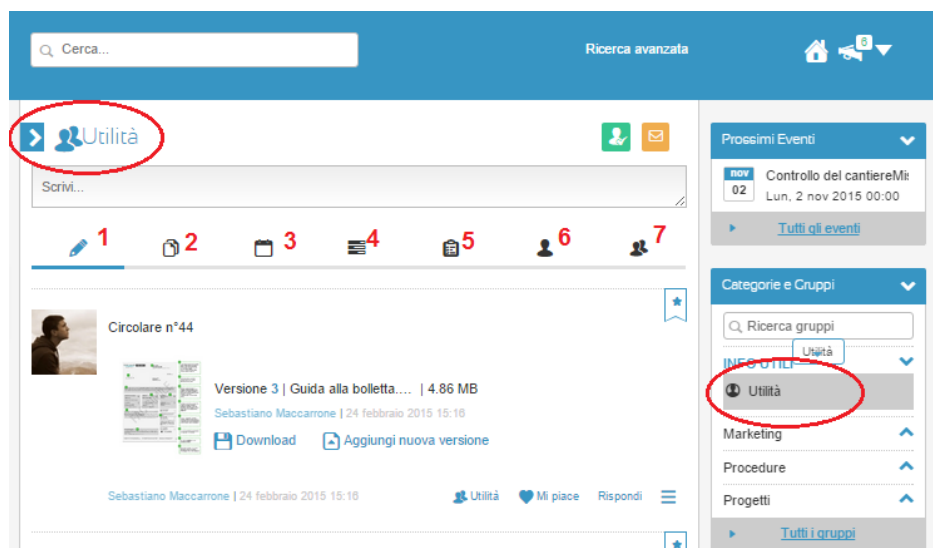 Cerca...
Ricerca avanzata
6
Utilità
Scrivi...
1 2 3 4 5 6 7
Circolare n°44
Versione 3 | Guida alla bolletta.... | 4.86 MB
Sebastiano Maccarrone | 24 febbraio 2015 15:16
Download Aggiungi nuova versione
Sebastiano Maccarrone | 24 febbraio 2015 15:16 Utilità Mi piace Rispondi
Prossimi Eventi
nov
02
Controllo del cantiereMi
Lun, 2 nov 2015 00:00
Tutti gli eventi
Categorie e Gruppi
Ricerca gruppi
Utilità
INFO UTILI
Utilità
Marketing
Procedure
Progetti
Tutti i gruppi